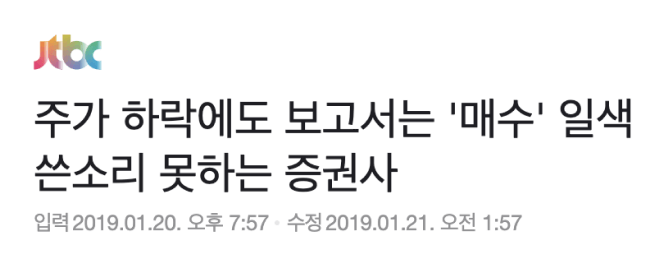 jtbc
주가 하락에도 보고서는 '매수' 일색
쓴소리 못하는 증권사
입력 2019.01.20. 오후 7:57 · 수정 2019.01.21. 오전 1:57